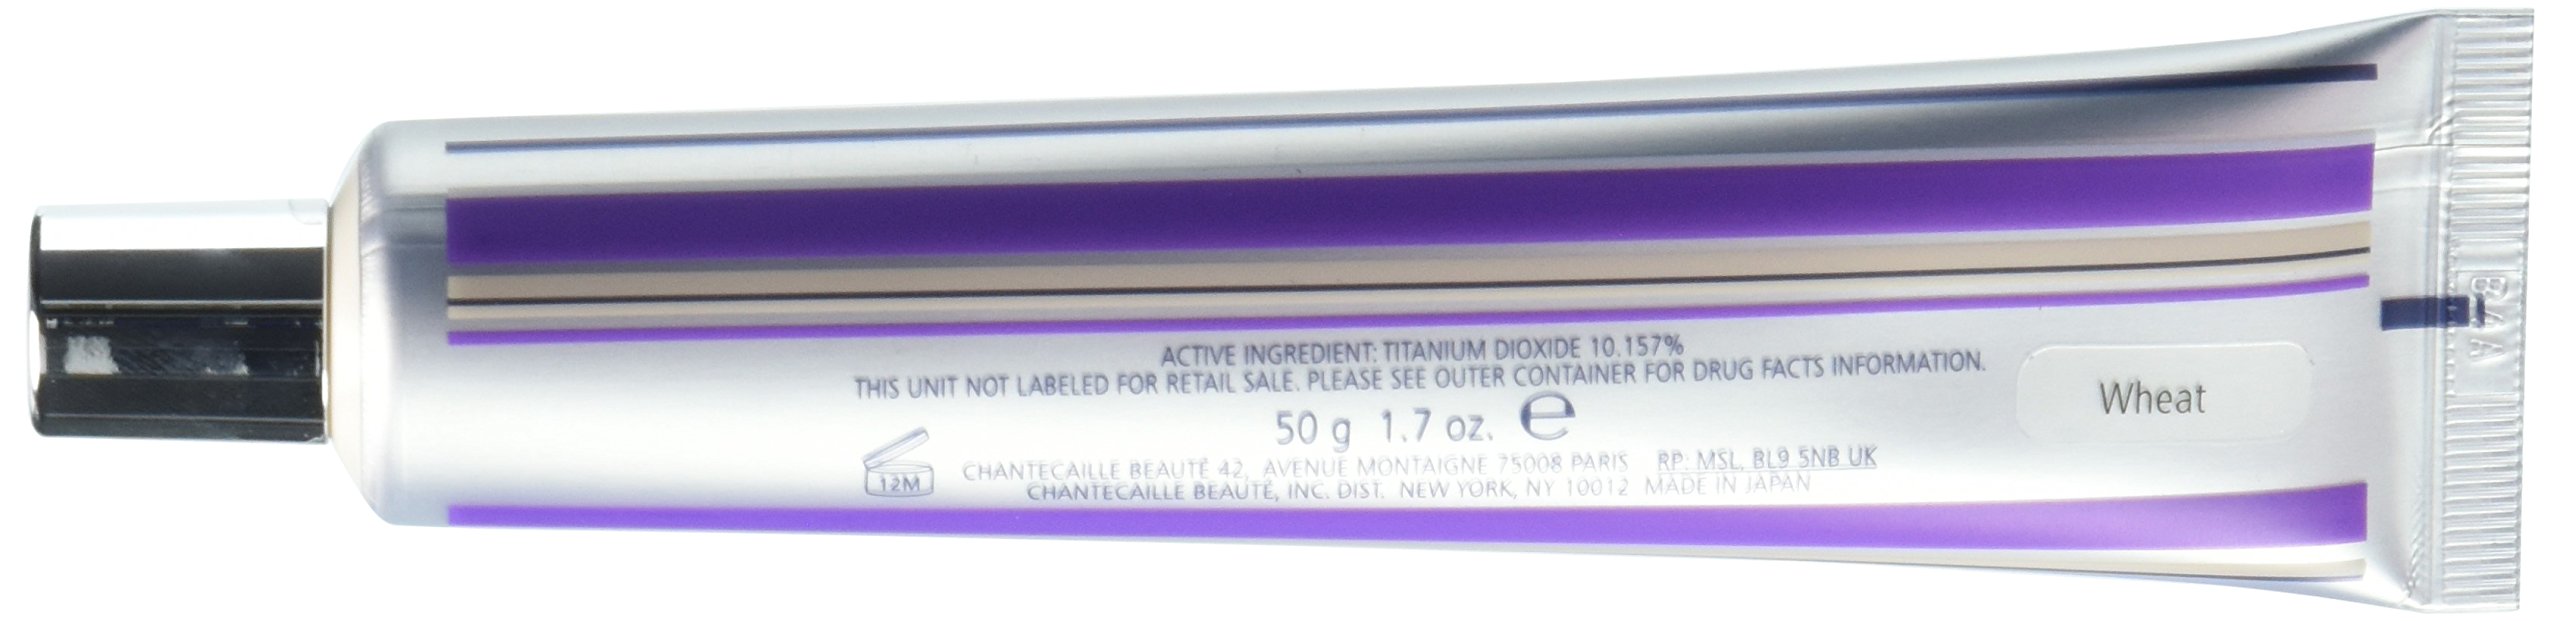 ACTIVE INGREDIENT: TITANIUM DIOXIDE 10.157%
THIS UNIT NOT LABELED FOR RETAIL SALE. PLEASE SEE OUTER CONTAINER FOR DRUG FACTS INFORMATION.
50 g 1.7 oz. ℮
12M
CHANTECAILLE BEAUTÉ 42, AVENUE MONTAIGNE 75008 PARIS RP: MSL, BL9 5NB UK
CHANTECAILLE BEAUTÉ, INC. DIST. NEW YORK, NY 10012 MADE IN JAPAN
Wheat